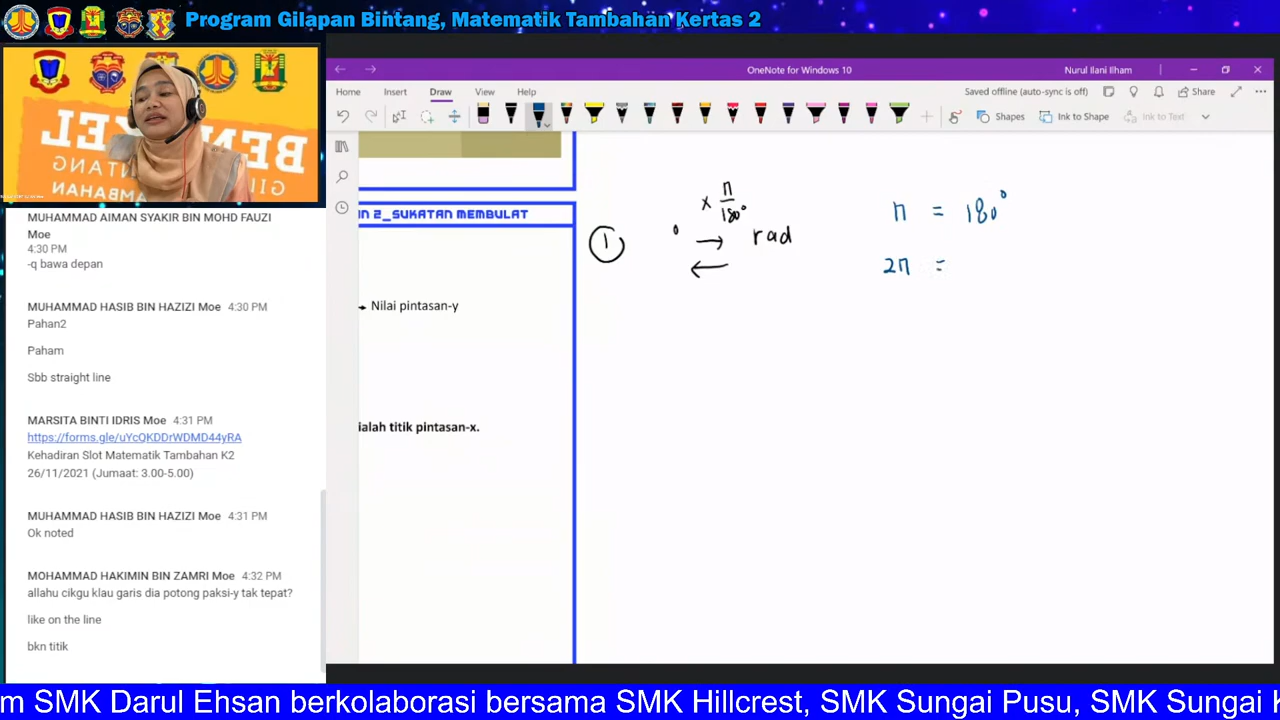 Program Gilapan Bintang, Matematik Tambahan Kertas 2
OneNote for Windows 10
Nurul Ilani Ilham
Home Insert Draw View Help
Saved offline (auto-sync is off)
Share
Shapes
Ink to Shape
Ink to Text
MUHAMMAD AIMAN SYAKIR BIN MOHD FAUZI
Moe
4:30 PM
-q bawa depan
MUHAMMAD HASIB BIN HAZIZI Moe 4:30 PM
Pahan2
Paham
Sbb straight line
MARSITA BINTI IDRIS Moe 4:31 PM
https://forms.gle/uYcQKDDrWDMD44yRA
Kehadiran Slot Matematik Tambahan K2
26/11/2021 (Jumaat: 3.00-5.00)
MUHAMMAD HASIB BIN HAZIZI Moe 4:31 PM
Ok noted
MOHAMMAD HAKIMIN BIN ZAMRI Moe 4:32 PM
allahu cikgu klau garis dia potong paksi-y tak tepat?
like on the line
bkn titik
N 2_SUKATAN MEMBULAT
Nilai pintasan-y
ialah titik pintasan-x.
① ° → rad
←
× π/180°
π = 180°
2π =
m SMK Darul Ehsan berkolaborasi bersama SMK Hillcrest, SMK Sungai Pusu, SMK Sungai